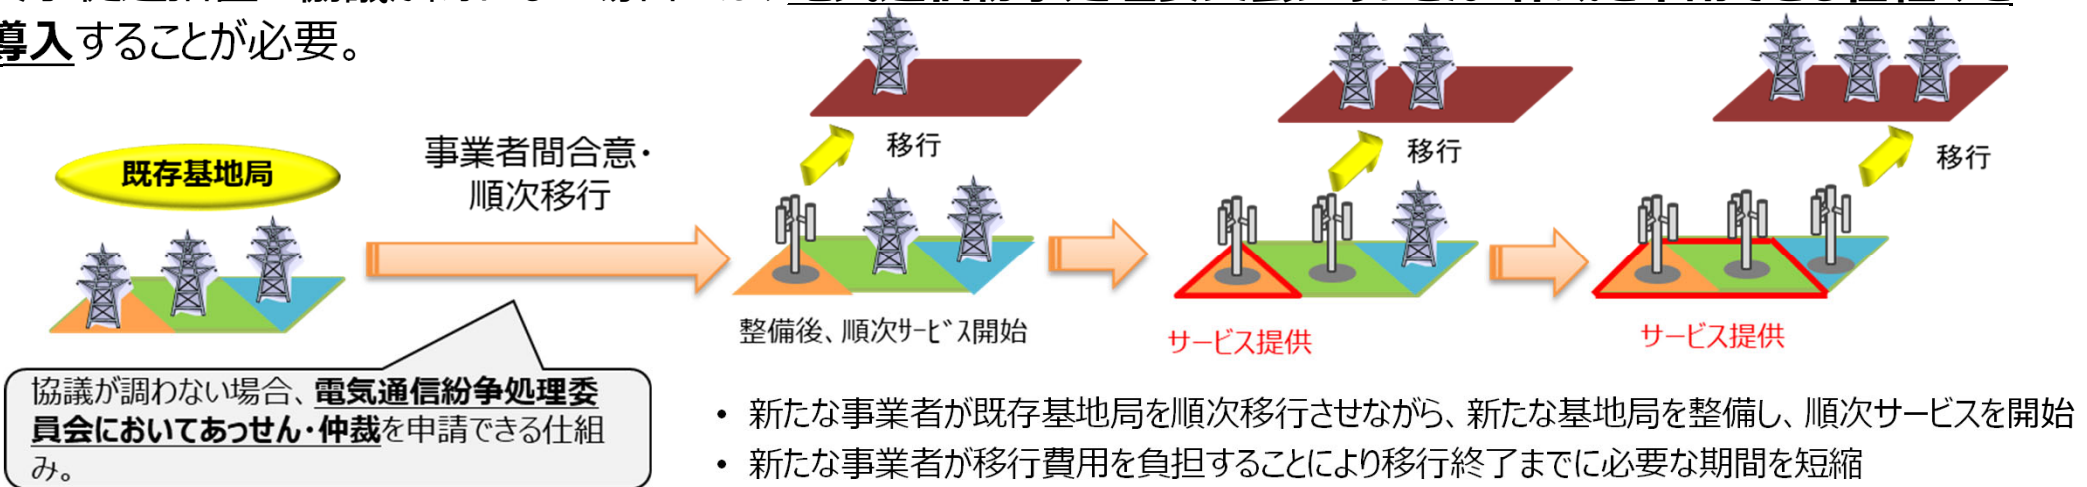 導入することが必要。
既存基地局
事業者間合意・
順次移行
移行
移行
移行
整備後、順次ｻｰﾋﾞｽ開始
サービス提供
サービス提供
協議が調わない場合、電気通信紛争処理委
員会においてあっせん・仲裁を申請できる仕組
み。
• 新たな事業者が既存基地局を順次移行させながら、新たな基地局を整備し、順次サービスを開始
• 新たな事業者が移行費用を負担することにより移行終了までに必要な期間を短縮